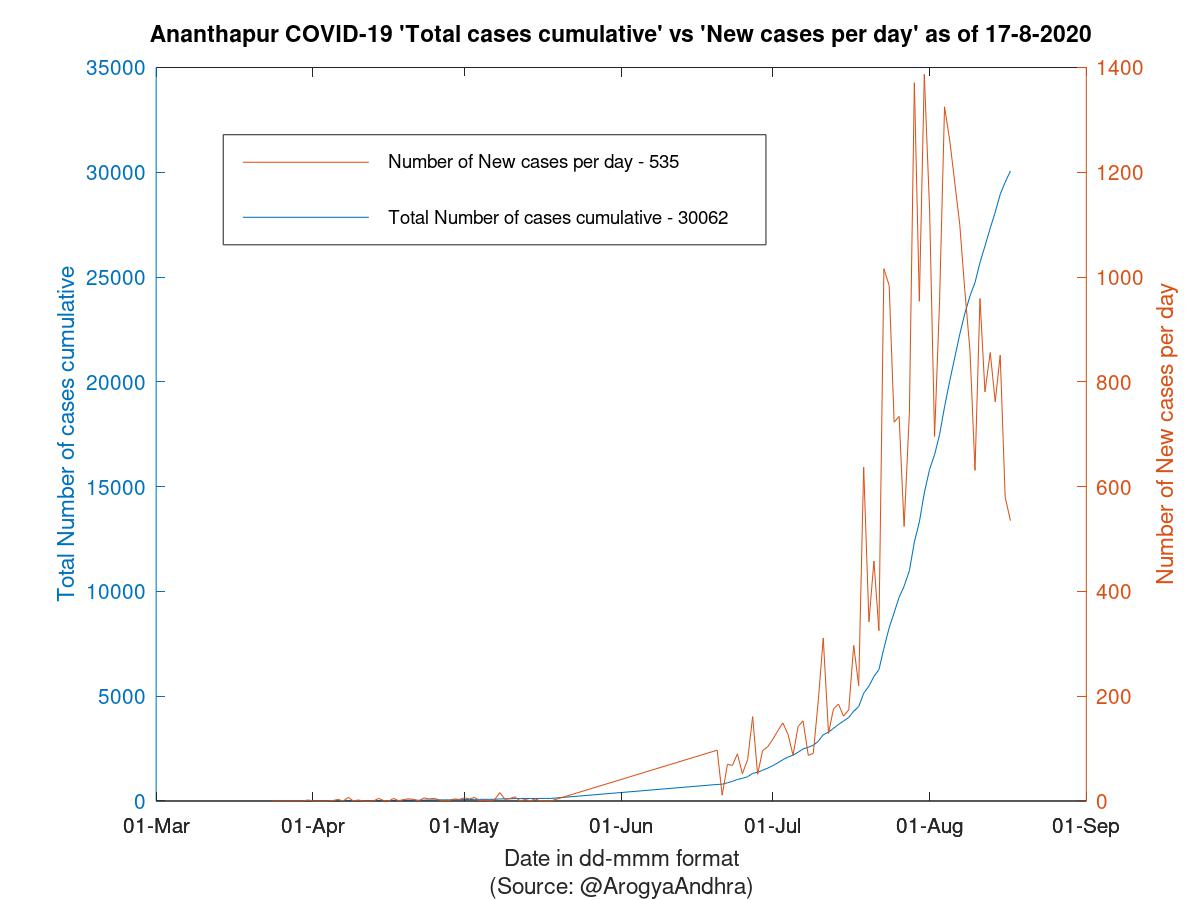 Ananthapur COVID-19 'Total cases cumulative' vs 'New cases per day' as of 17-8-2020
35000
30000
25000
20000
15000
10000
5000
0
Total Number of cases cumulative
Number of New cases per day - 535
Total Number of cases cumulative - 30062
1400
1200
1000
800
600
400
200
0
Number of New cases per day
01-Mar 01-Apr 01-May 01-Jun 01-Jul 01-Aug 01-Sep
Date in dd-mmm format
(Source: @ArogyaAndhra)